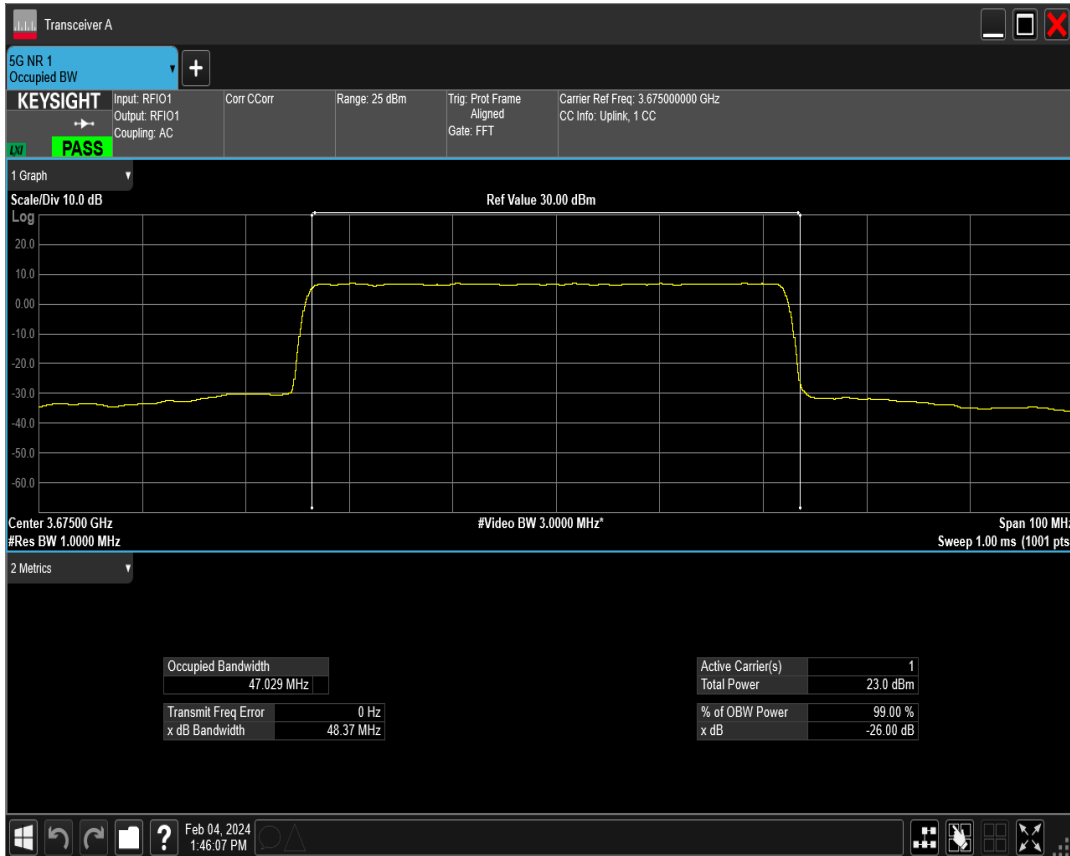 Transceiver A
5G NR 1
Occupied BW
KEYSIGHT
LXI
PASS
Input: RFIO1
Output: RFIO1
Coupling: AC
Corr CCorr
Range: 25 dBm
Trig: Prot Frame
Aligned
Gate: FFT
Carrier Ref Freq: 3.675000000 GHz
CC Info: Uplink, 1 CC
1 Graph
Scale/Div 10.0 dB
Ref Value 30.00 dBm
Log
20.0
10.0
0.00
-10.0
-20.0
-30.0
-40.0
-50.0
-60.0
Center 3.67500 GHz
#Video BW 3.0000 MHz*
Span 100 MHz
#Res BW 1.0000 MHz
Sweep 1.00 ms (1001 pts
2 Metrics
Occupied Bandwidth
47.029 MHz
Transmit Freq Error 0 Hz
x dB Bandwidth 48.37 MHz
Active Carrier(s) 1
Total Power 23.0 dBm
% of OBW Power 99.00 %
x dB -26.00 dB
?
Feb 04, 2024
1:46:07 PM